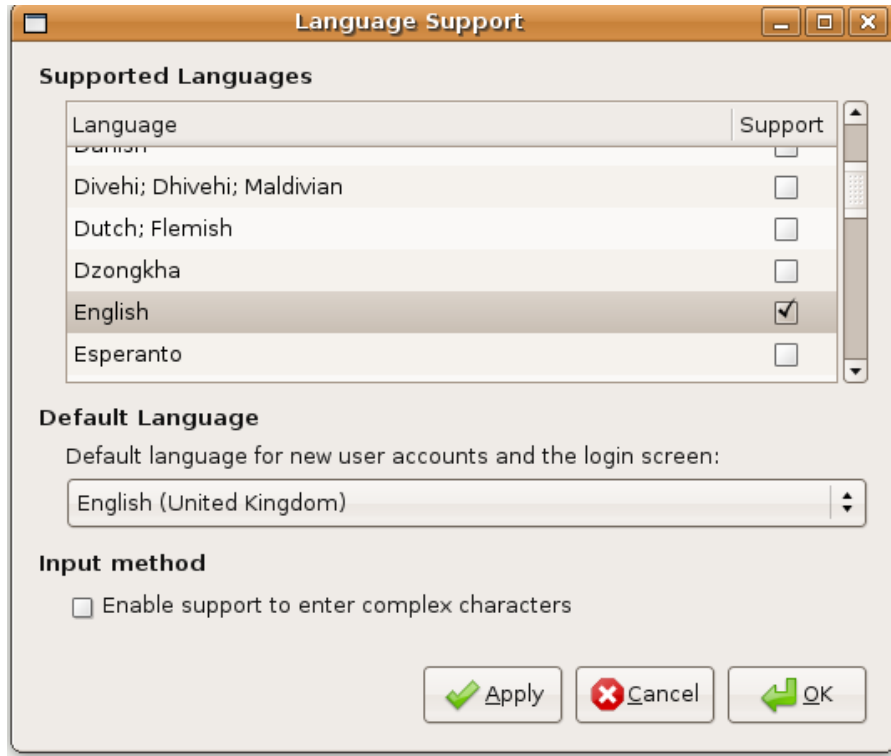 Language Support
Supported Languages
Language Support
Danish
Divehi; Dhivehi; Maldivian
Dutch; Flemish
Dzongkha
English
Esperanto
Default Language
Default language for new user accounts and the login screen:
English (United Kingdom)
Input method
Enable support to enter complex characters
Apply Cancel OK